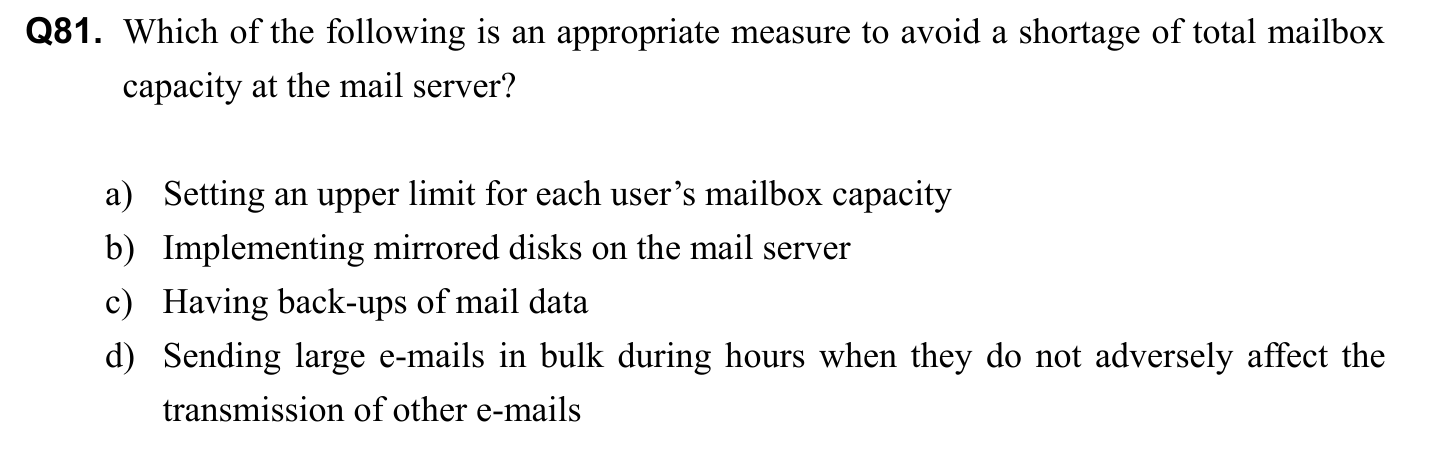 Q81. Which of the following is an appropriate measure to avoid a shortage of total mailbox
capacity at the mail server?
a) Setting an upper limit for each user’s mailbox capacity
b) Implementing mirrored disks on the mail server
c) Having back-ups of mail data
d) Sending large e-mails in bulk during hours when they do not adversely affect the
transmission of other e-mails